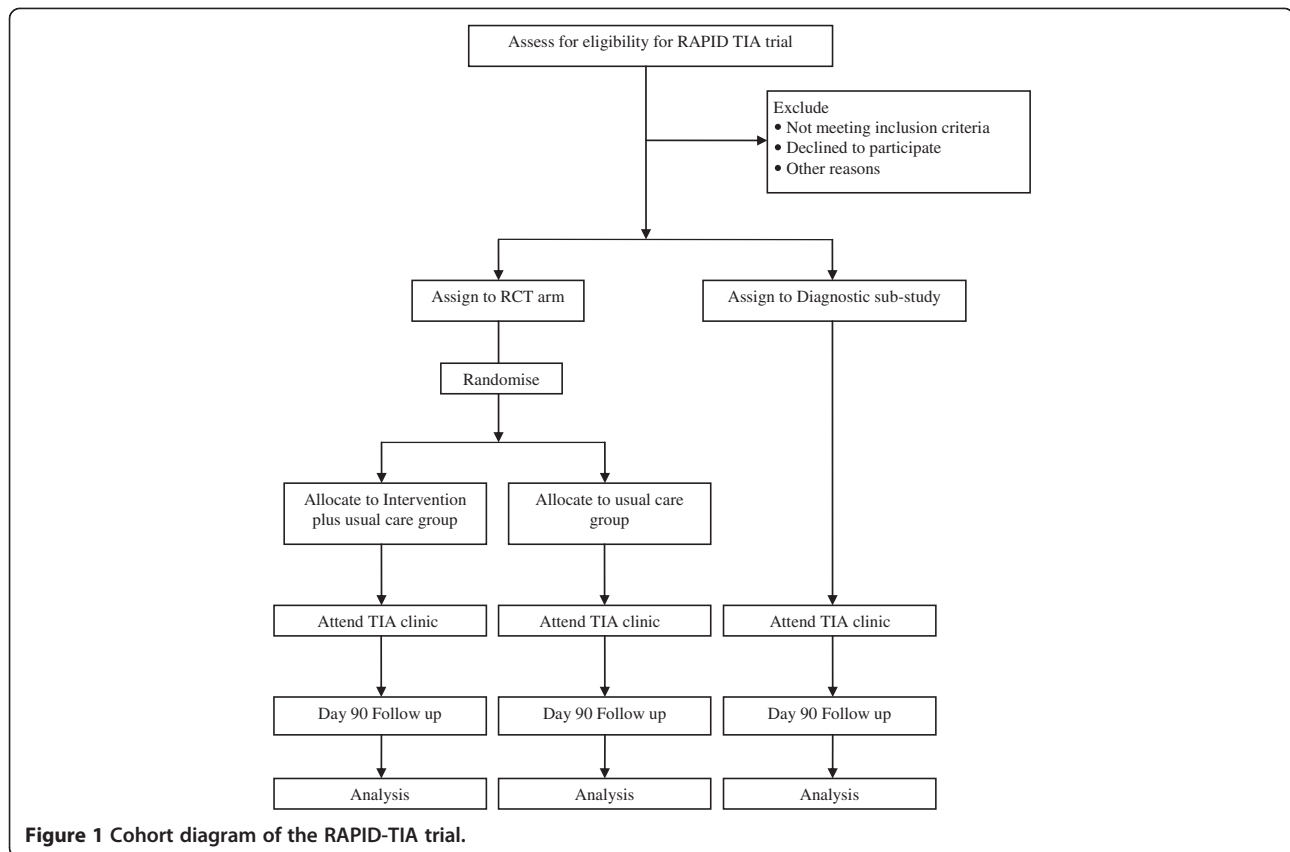 Assess for eligibility for RAPID TIA trial
Exclude
• Not meeting inclusion criteria
• Declined to participate
• Other reasons
Assign to RCT arm
Assign to Diagnostic sub-study
Randomise
Allocate to Intervention
plus usual care group
Allocate to usual care
group
Attend TIA clinic
Attend TIA clinic
Attend TIA clinic
Day 90 Follow up
Day 90 Follow up
Day 90 Follow up
Analysis
Analysis
Analysis
Figure 1 Cohort diagram of the RAPID-TIA trial.